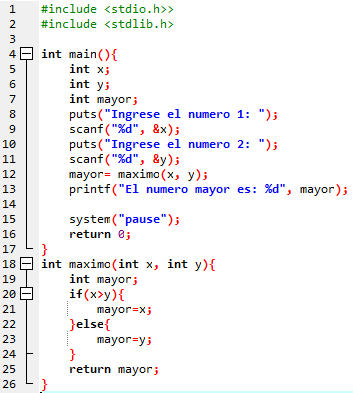 1 #include <stdio.h>>
2 #include <stdlib.h>
3
4 int main(){
5 int x;
6 int y;
7 int mayor;
8 puts("Ingrese el numero 1: ");
9 scanf("%d", &x);
10 puts("Ingrese el numero 2: ");
11 scanf("%d", &y);
12 mayor= maximo(x, y);
13 printf("El numero mayor es: %d", mayor);
14
15 system("pause");
16 return 0;
17 }
18 int maximo(int x, int y){
19 int mayor;
20 if(x>y){
21 mayor=x;
22 }else{
23 mayor=y;
24 }
25 return mayor;
26 }